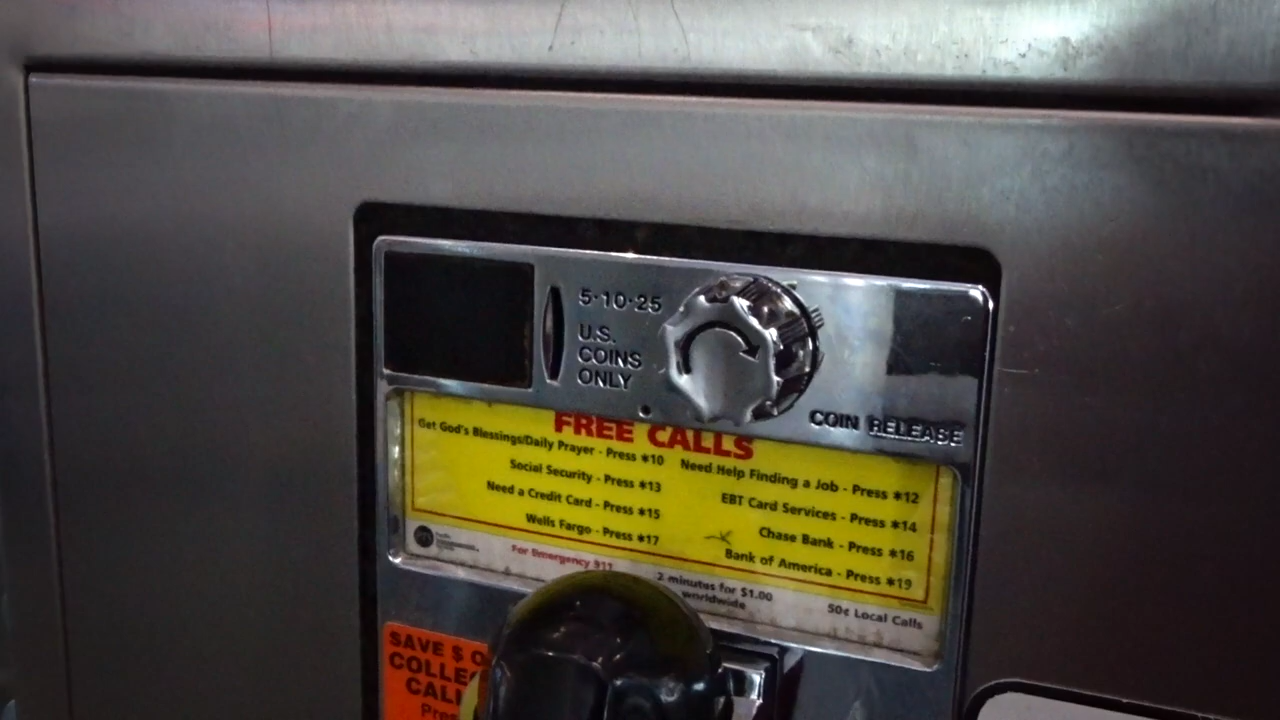 5·10·25
U.S.
COINS
ONLY
COIN RELEASE
FREE CALLS
Get God's Blessings/Daily Prayer - Press ✶10
Social Security - Press ✶13
Need a Credit Card - Press ✶15
Wells Fargo - Press ✶17
Need Help Finding a Job - Press ✶12
EBT Card Services - Press ✶14
Chase Bank - Press ✶16
Bank of America - Press ✶19
For Emergency 911
2 minutes for $1.00
worldwide
50¢ Local Calls
SAVE $ O
COLLE
CAL
Pre